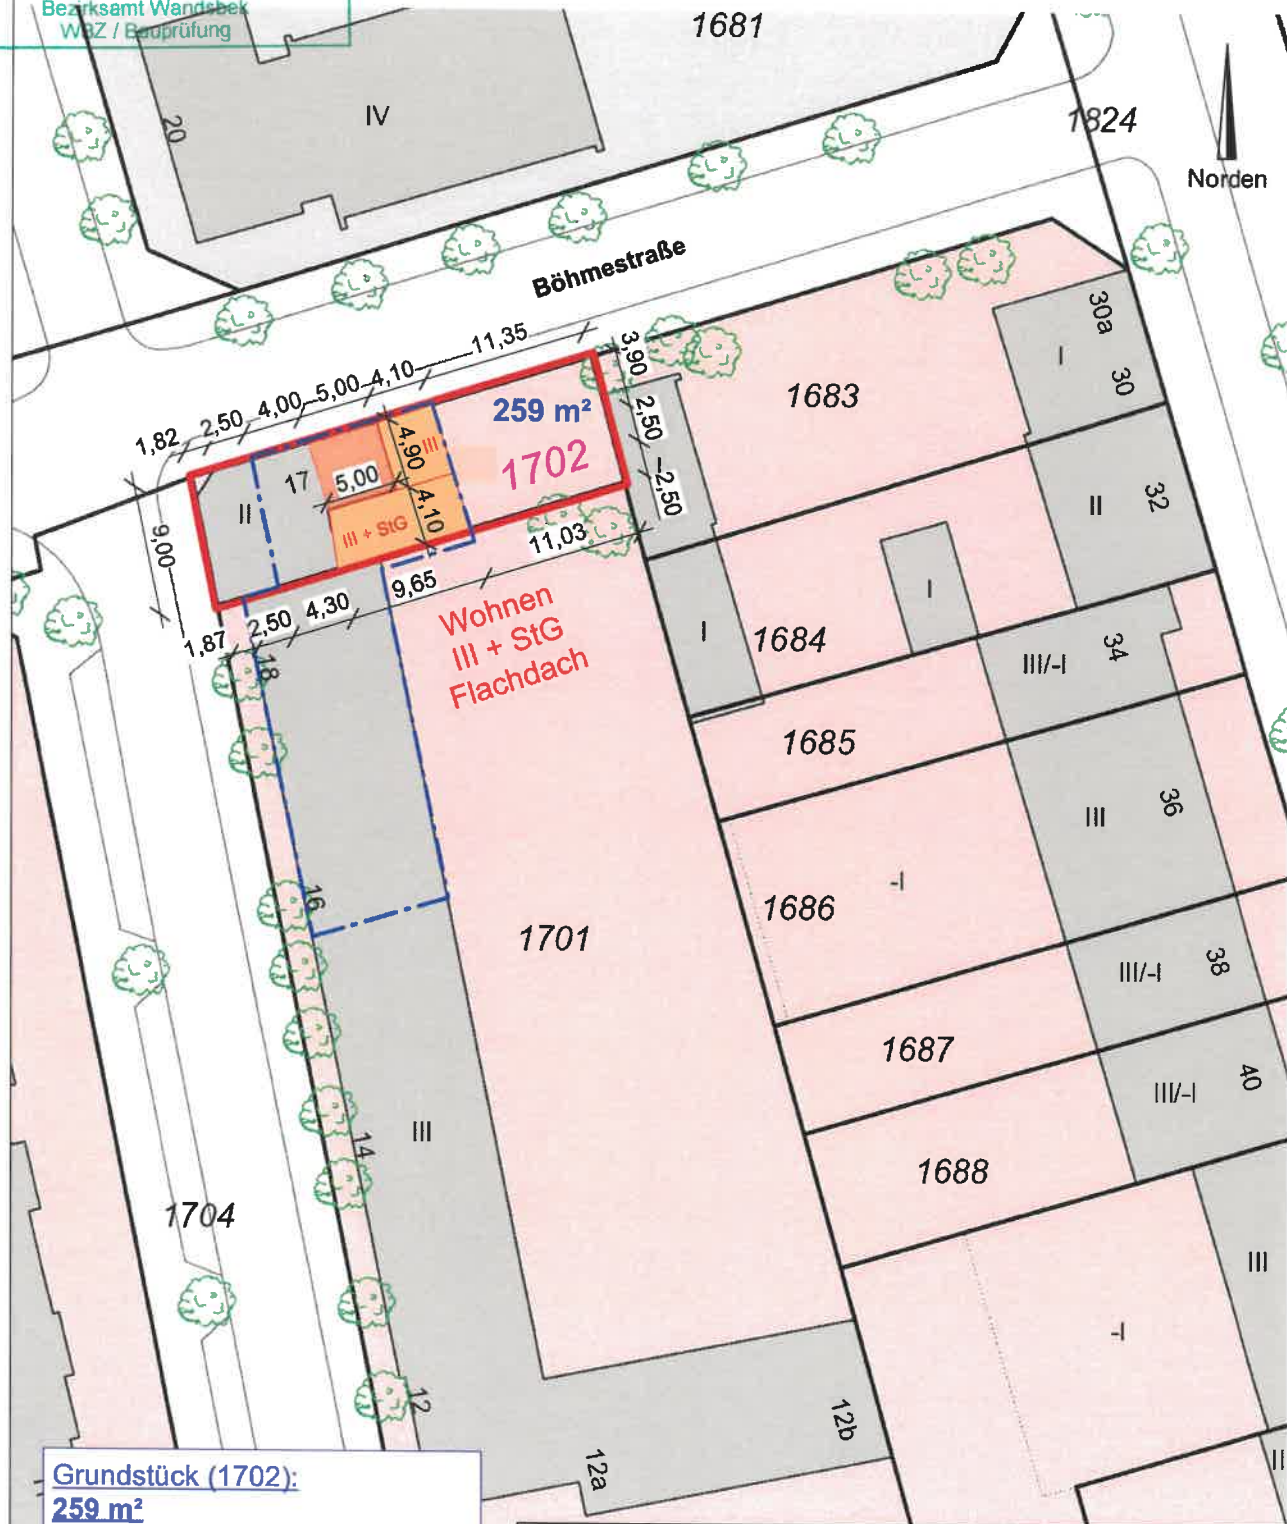 Bezirksamt Wandsbek
WBZ / Bauprüfung
1681
IV
20
1824
Norden
Böhmestraße
30a
I
30
1683
11,35
3,90
4,10
5,00
4,00
2,50
1,82
259 m²
2,50
2,50
1702
17
II
4,90
III
5,00
4,10
III + StG
11,03
9,00
9,65
4,30
2,50
1,87
II
32
I
I
1684
Wohnen
III + StG
Flachdach
18
III/-I
34
1685
36
III
-I
16
1686
1701
III/-I
38
1687
III/-I
40
III
14
1688
1704
III
-I
12
12b
12a
II
Grundstück (1702):
259 m²